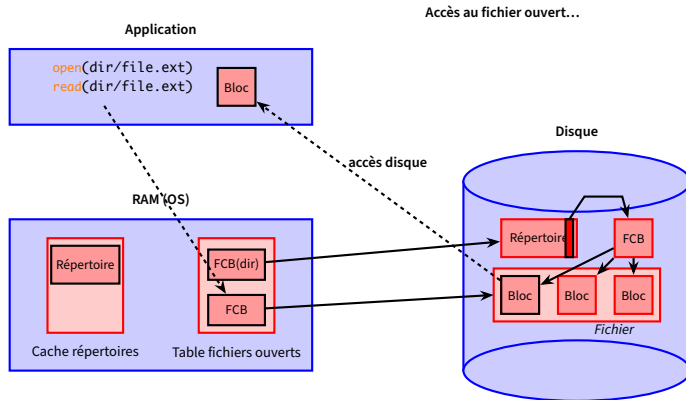 Accès au fichier ouvert…
Application
open(dir/file.ext)
read(dir/file.ext)
Bloc
Disque
accès disque
RAM (OS)
Répertoire
FCB
Répertoire
FCB(dir)
Bloc
Bloc
Bloc
FCB
Fichier
Cache répertoires
Table fichiers ouverts